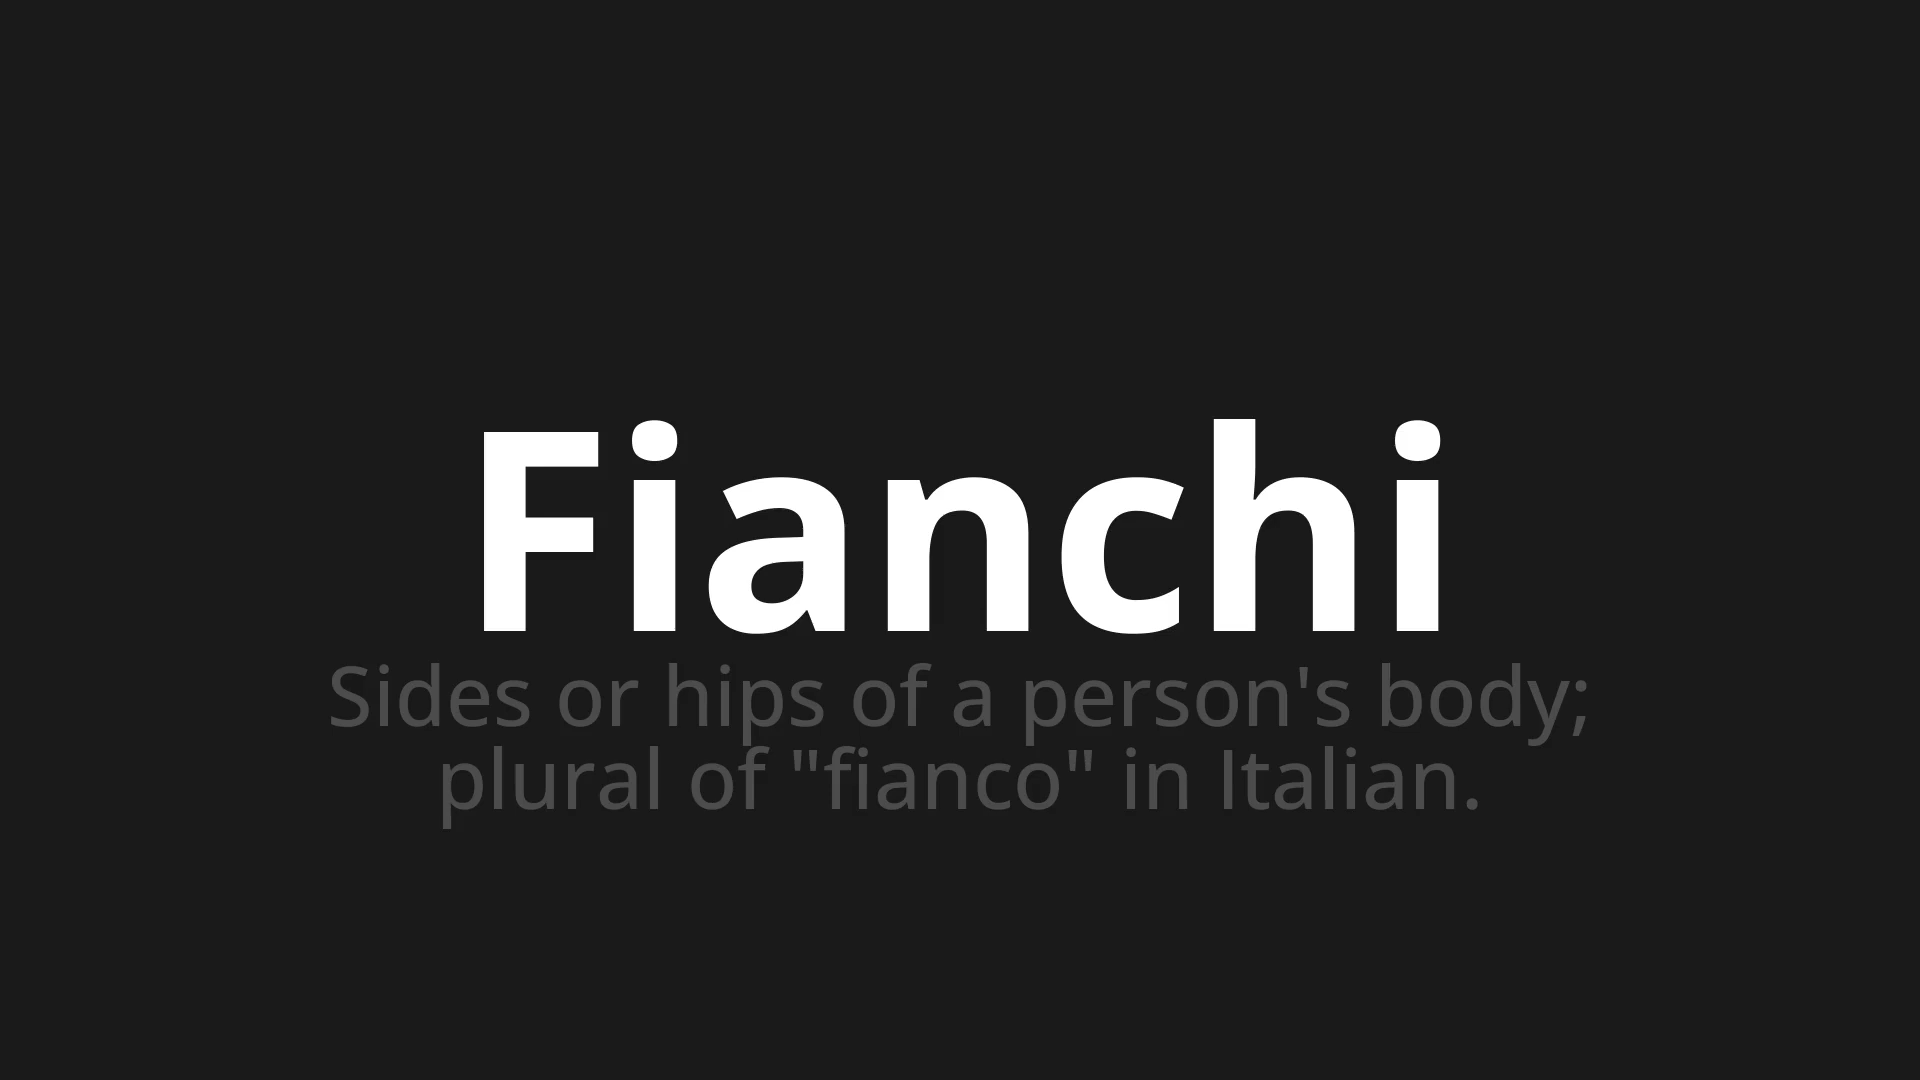 Fianchi
Sides or hips of a person's body;
plural of "fianco" in Italian.